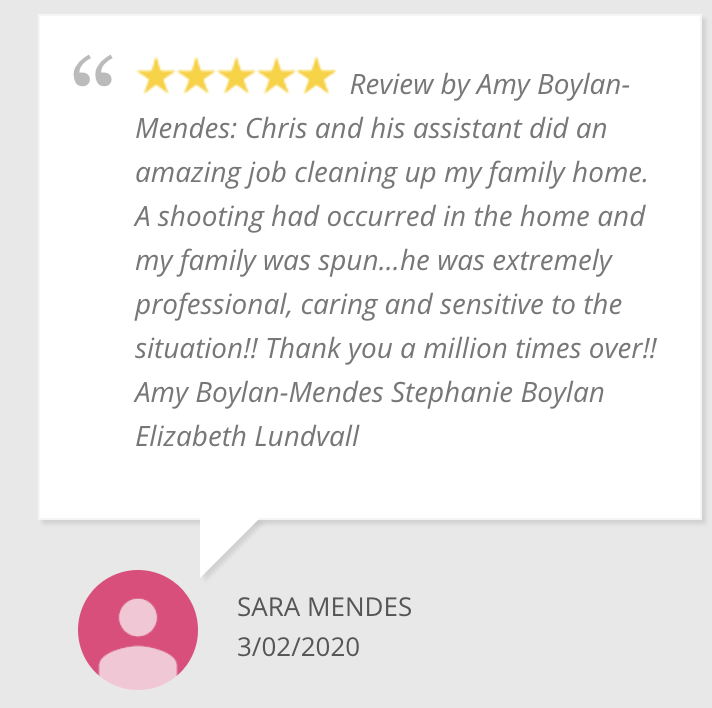 “ Review by Amy Boylan-
Mendes: Chris and his assistant did an
amazing job cleaning up my family home.
A shooting had occurred in the home and
my family was spun...he was extremely
professional, caring and sensitive to the
situation!! Thank you a million times over!!
Amy Boylan-Mendes Stephanie Boylan
Elizabeth Lundvall
SARA MENDES
3/02/2020